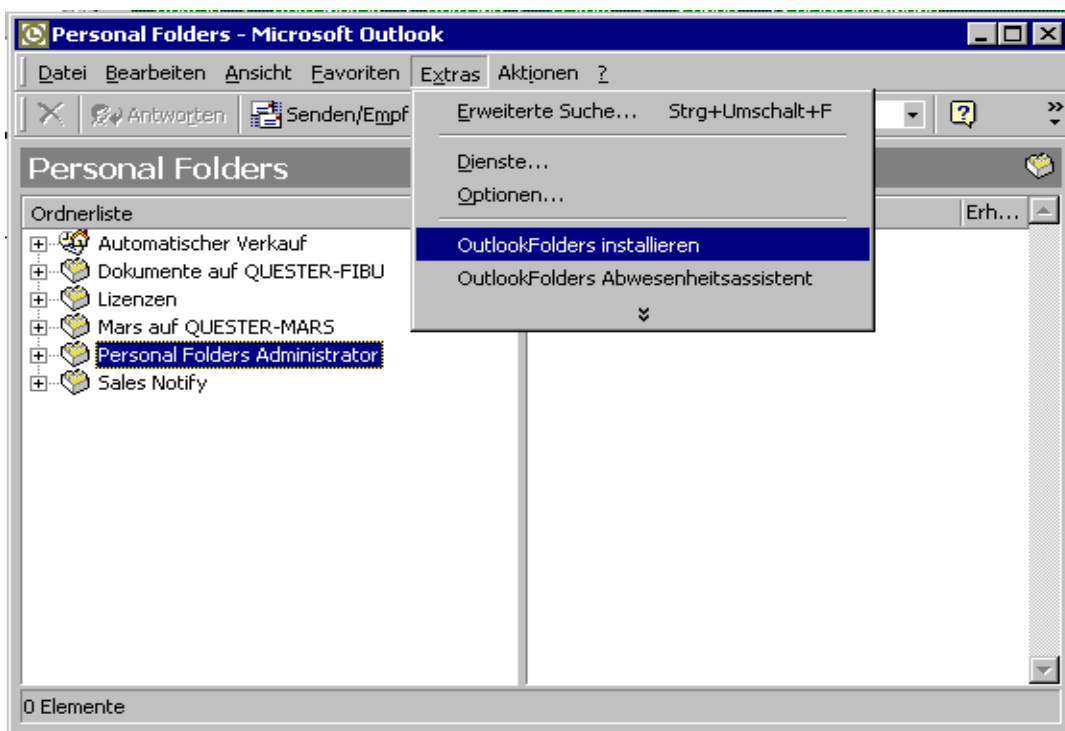 Personal Folders - Microsoft Outlook
Datei Bearbeiten Ansicht Favoriten Extras Aktionen ?
Antworten Senden/Empf
Erweiterte Suche... Strg+Umschalt+F
Dienste...
Optionen...
OutlookFolders installieren
OutlookFolders Abwesenheitsassistent
Personal Folders
Ordnerliste Erh...
Automatischer Verkauf
Dokumente auf QUESTER-FIBU
Lizenzen
Mars auf QUESTER-MARS
Personal Folders Administrator
Sales Notify
0 Elemente